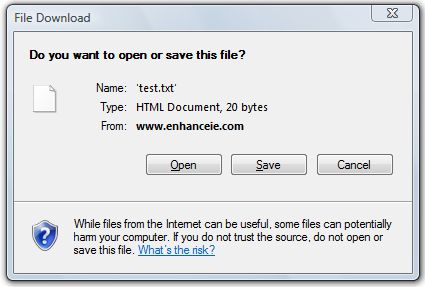 File Download
Do you want to open or save this file?
Name: 'test.txt'
Type: HTML Document, 20 bytes
From: www.enhanceie.com
Open Save Cancel
While files from the Internet can be useful, some files can potentially
harm your computer. If you do not trust the source, do not open or
save this file. What's the risk?